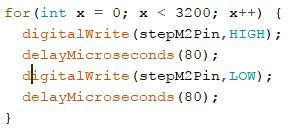 for(int x = 0; x < 3200; x++) {
digitalWrite(stepM2Pin,HIGH);
delayMicroseconds(80);
digitalWrite(stepM2Pin,LOW);
delayMicroseconds(80);
}